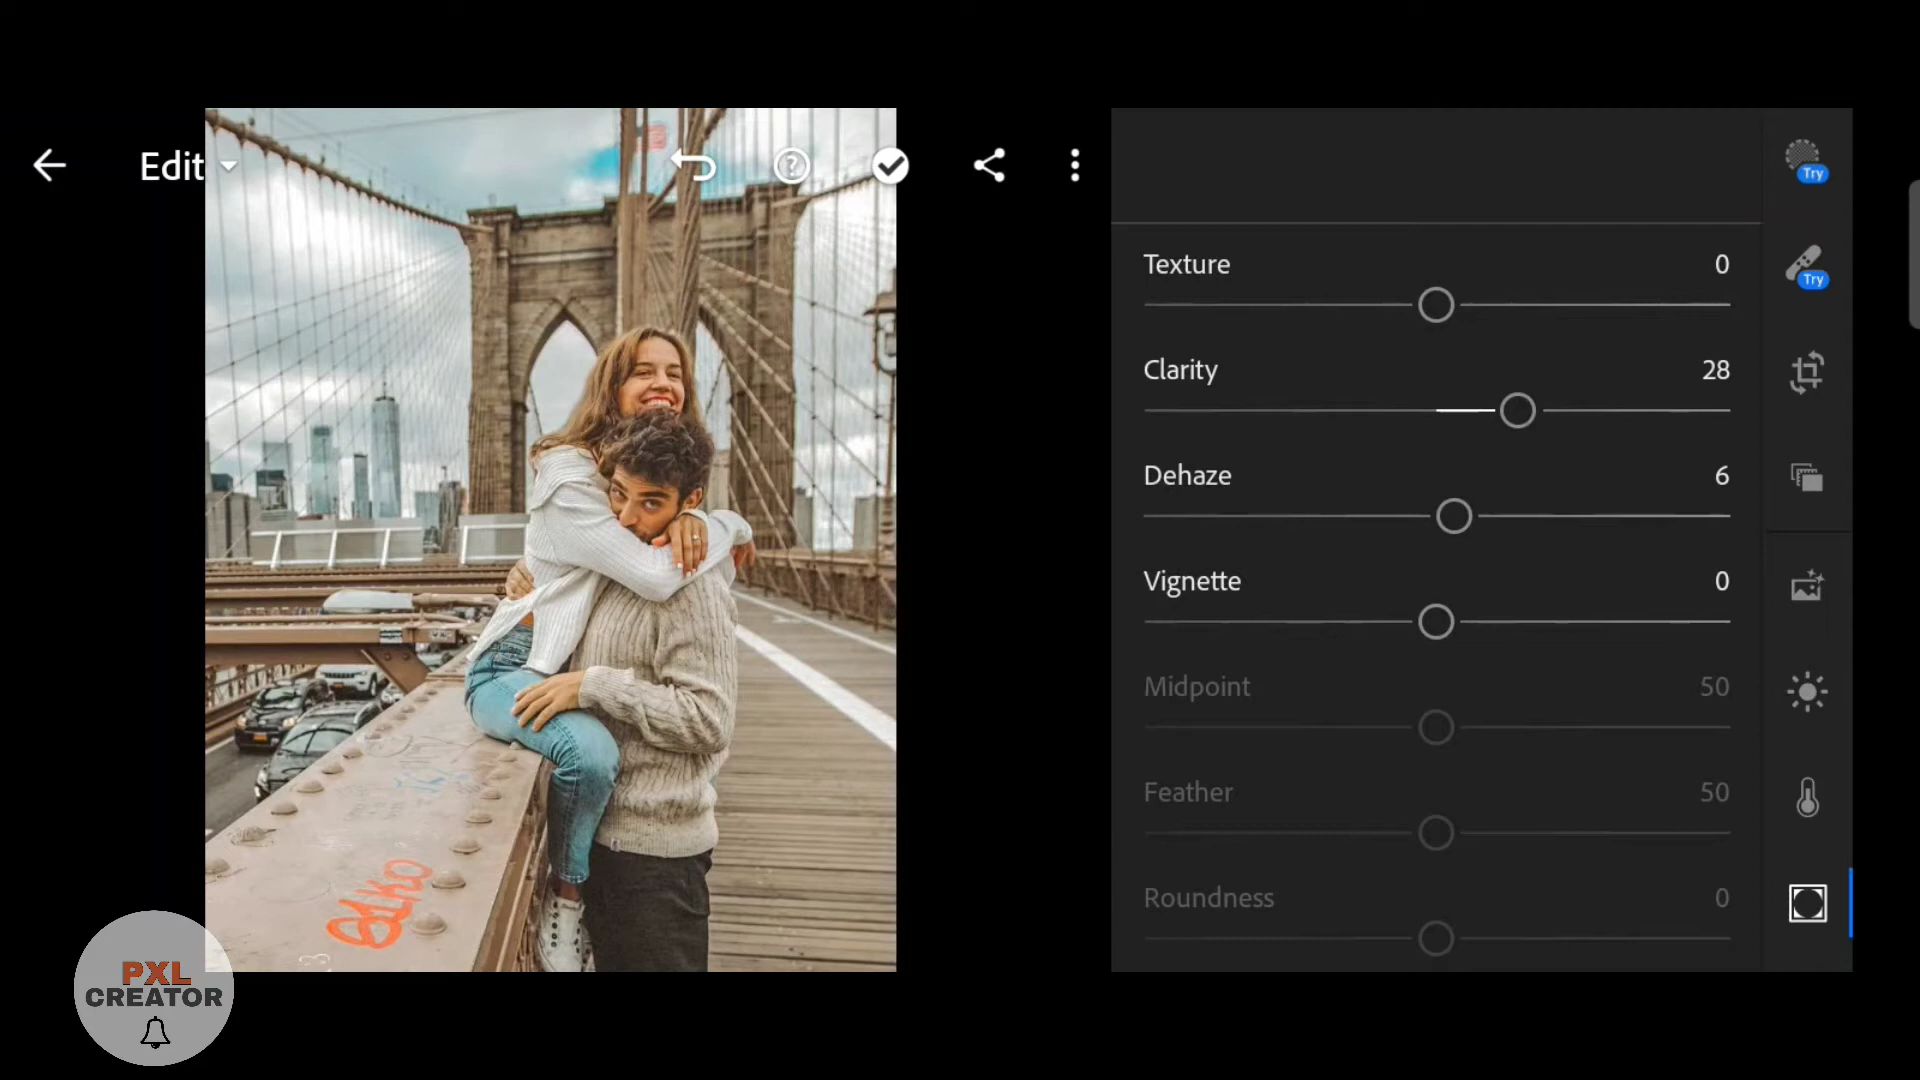 Edit
Try
Texture 0
Try
Clarity 28
Dehaze 6
Vignette 0
Midpoint 50
Feather 50
Roundness 0
PXL
CREATOR